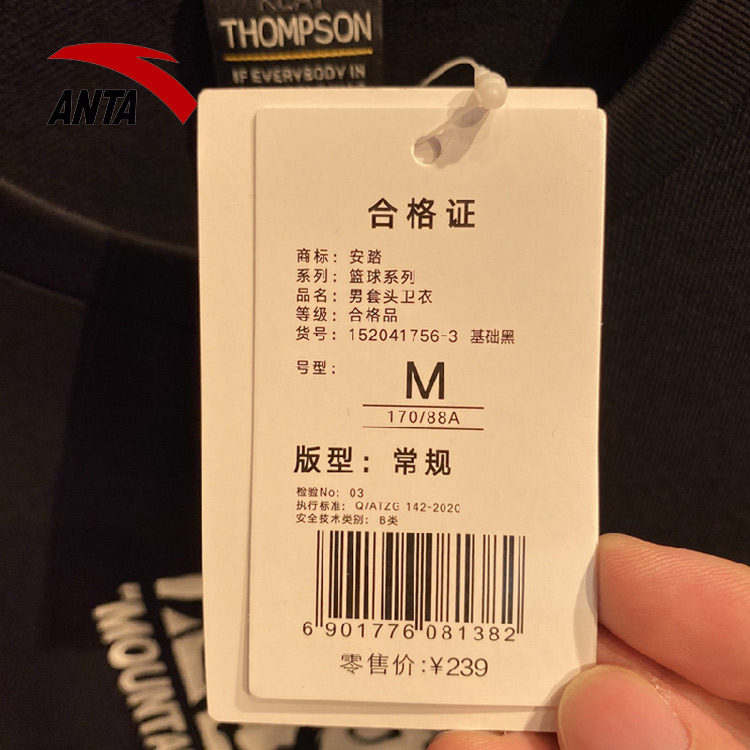 KLAY
THOMPSON
IF EVERYBODY IN
ANTA
合格证
商标：安踏
系列：篮球系列
品名：男套头卫衣
等级：合格品
货号：152041756-3 基础黑
号型：
M
170/88A
版型：常规
检验No: 03
执行标准：Q/ATZG 142-2020
安全技术类别：B类
6 901776 081382
零售价:¥239
"MOUNTA